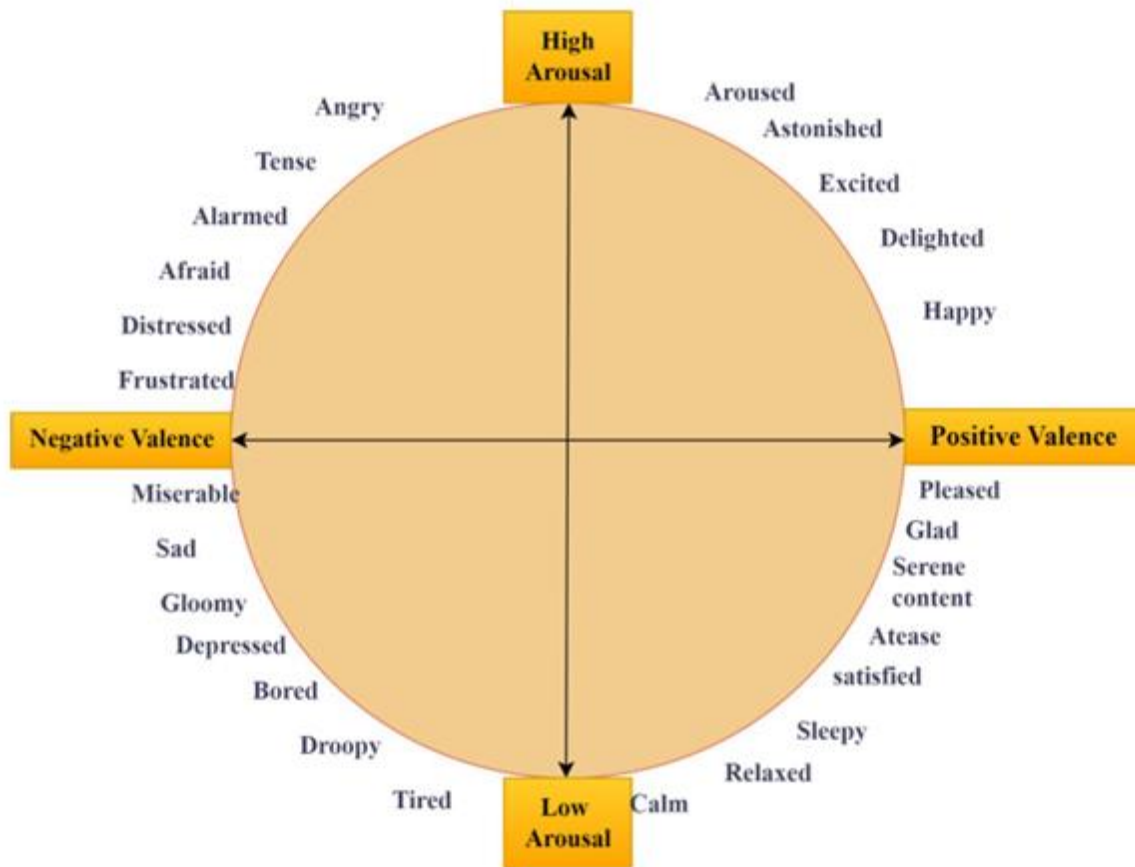 High
Arousal
Aroused
Astonished
Excited
Delighted
Happy
Positive Valence
Pleased
Glad
Serene
content
Atease
satisfied
Sleepy
Relaxed
Calm
Low
Arousal
Tired
Droopy
Bored
Depressed
Gloomy
Sad
Miserable
Negative Valence
Frustrated
Distressed
Afraid
Alarmed
Tense
Angry